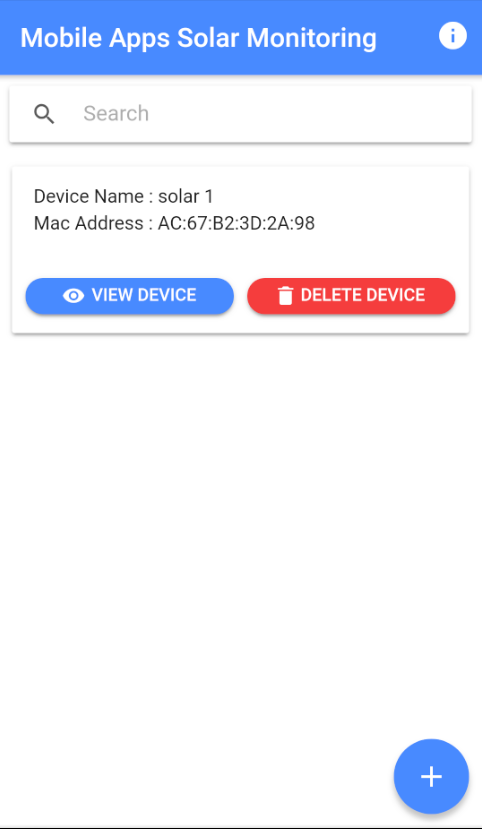 Mobile Apps Solar Monitoring
Search
Device Name : solar 1
Mac Address : AC:67:B2:3D:2A:98
VIEW DEVICE
DELETE DEVICE